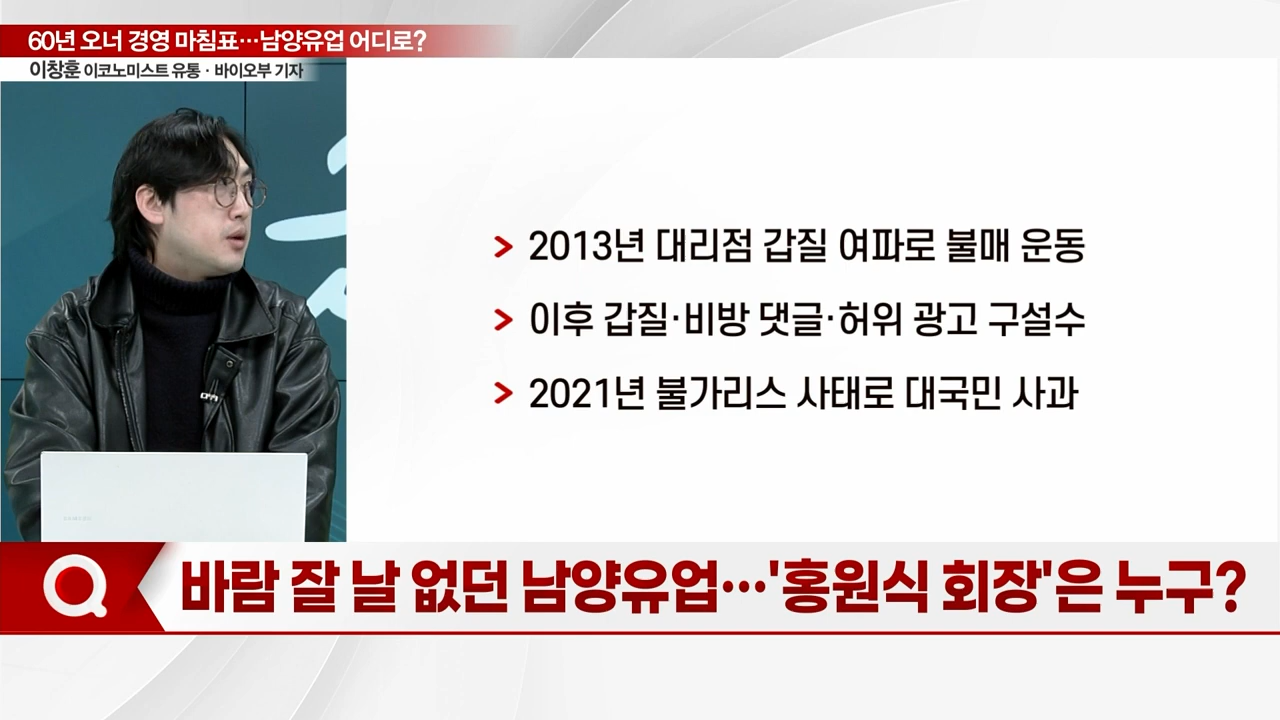 60년 오너 경영 마침표…남양유업 어디로?
이창훈 이코노미스트 유통·바이오부 기자
> 2013년 대리점 갑질 여파로 불매 운동
> 이후 갑질·비방 댓글·허위 광고 구설수
> 2021년 불가리스 사태로 대국민 사과
Q 바람 잘 날 없던 남양유업…'홍원식 회장'은 누구?